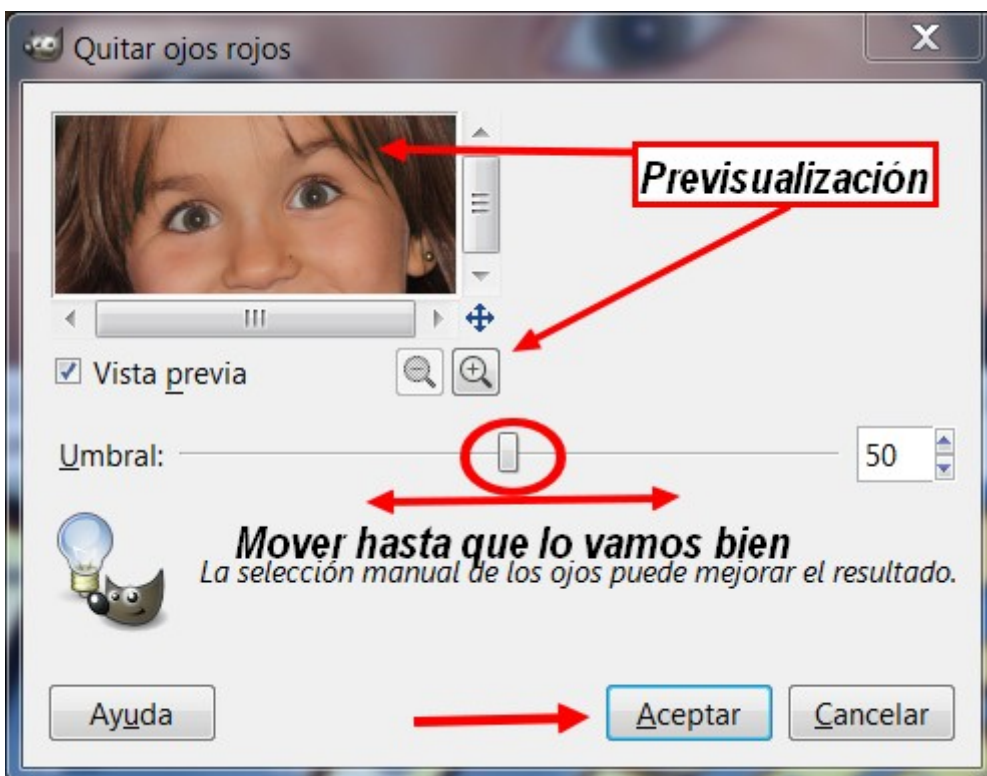 Quitar ojos rojos
Previsualización
Vista previa
Umbral:
50
Mover hasta que lo vamos bien
La selección manual de los ojos puede mejorar el resultado.
Ayuda
Aceptar
Cancelar